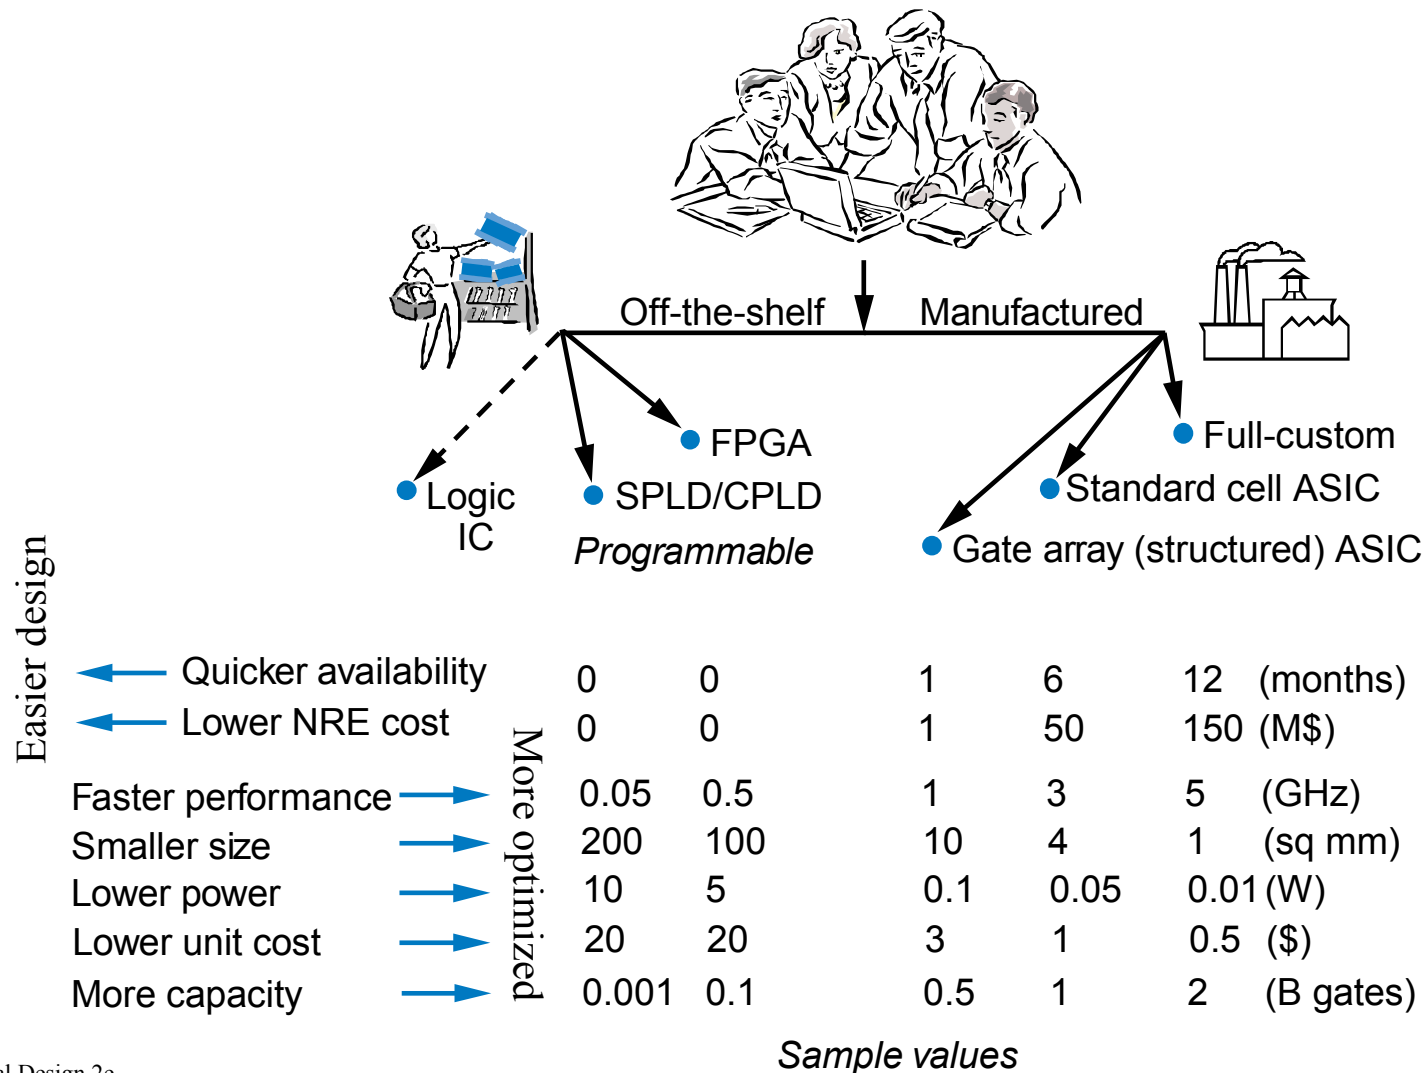 Off-the-shelf
Manufactured
FPGA
Full-custom
Logic
IC
SPLD/CPLD
Standard cell ASIC
Programmable
Gate array (structured) ASIC
Easier design
Quicker availability 0 0 1 6 12 (months)
Lower NRE cost 0 0 1 50 150 (M$)
More optimized
Faster performance 0.05 0.5 1 3 5 (GHz)
Smaller size 200 100 10 4 1 (sq mm)
Lower power 10 5 0.1 0.05 0.01 (W)
Lower unit cost 20 20 3 1 0.5 ($)
More capacity 0.001 0.1 0.5 1 2 (B gates)
Sample values